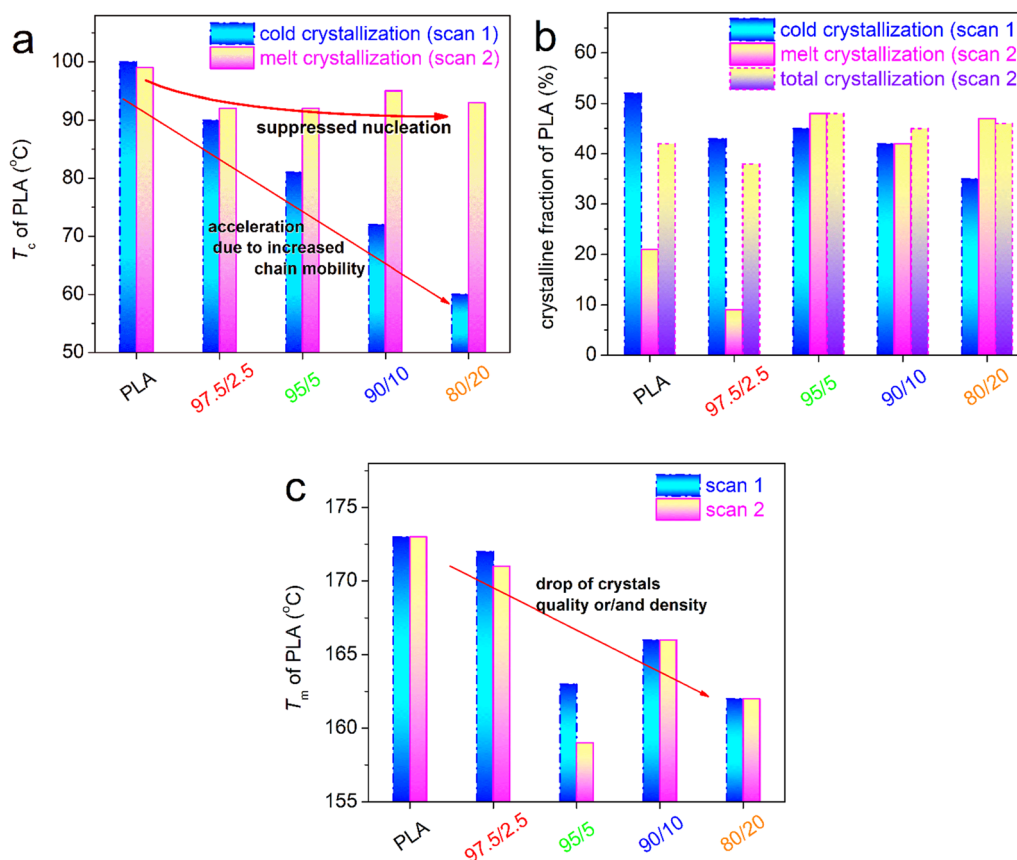 a
cold crystallization (scan 1)
melt crystallization (scan 2)
suppressed nucleation
acceleration
due to increased
chain mobility
Tc of PLA (°C)
100
90
80
70
60
50
PLA
97.5/2.5
95/5
90/10
80/20
b
cold crystallization (scan 1
melt crystallization (scan 2
total crystallization (scan 2
crystalline fraction of PLA (%)
60
50
40
30
20
10
0
PLA
97.5/2.5
95/5
90/10
80/20
c
scan 1
scan 2
drop of crystals
quality or/and density
Tm of PLA (°C)
175
170
165
160
155
PLA
97.5/2.5
95/5
90/10
80/20